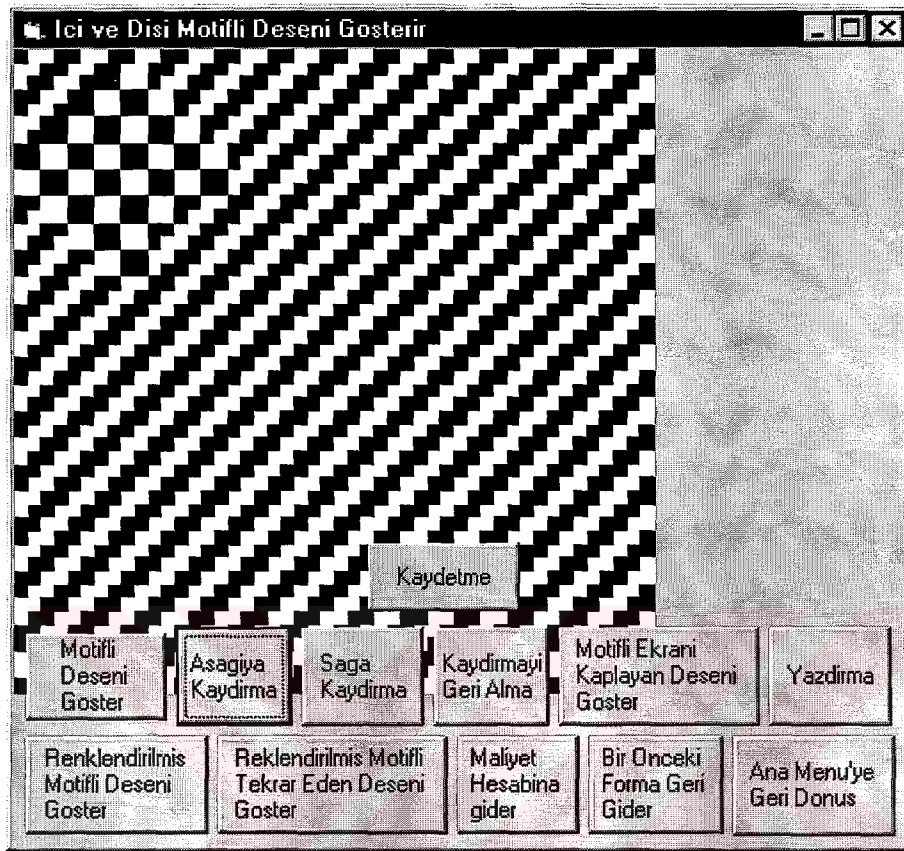 Ici ve Disi Motifli Deseni Gosterir
Kaydetme
Motifli
Deseni
Goster
Asagiya
Kaydirma
Saga
Kaydirma
Kaydirmayi
Geri Alma
Motifli Ekrani
Kaplayan Deseni
Goster
Yazdirma
Renklendirilmis
Motifli Deseni
Goster
Reklendirilmis Motifli
Tekrar Eden Deseni
Goster
Maliyet
Hesabina
gider
Bir Onceki
Forma Geri
Gider
Ana Menu'ye
Geri Donus